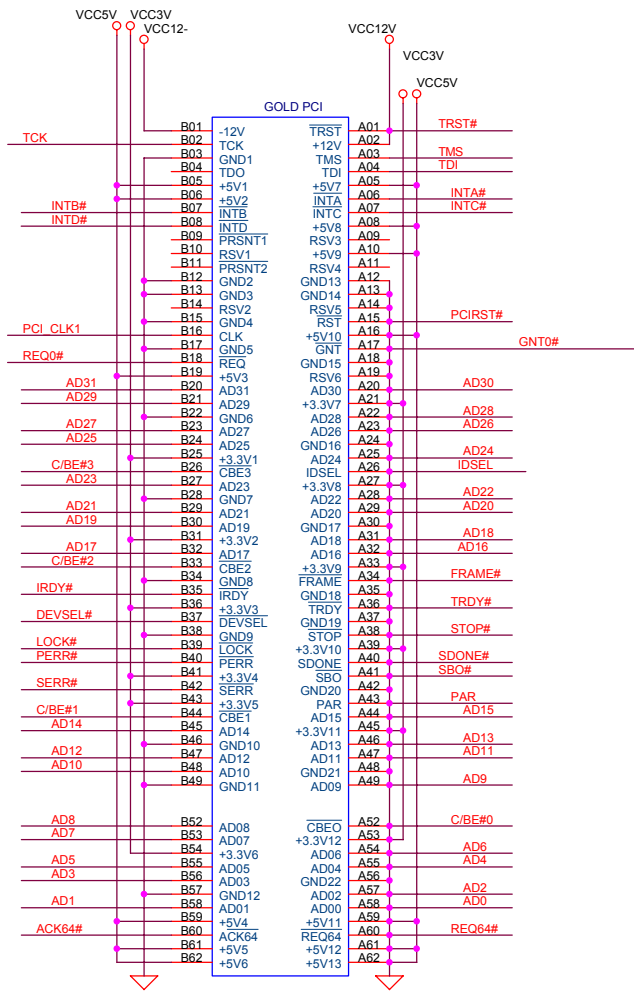 VCC5V VCC3V VCC12V
VCC12-
VCC3V
VCC5V
GOLD PCI
B01 -12V TRST A01 TRST#
TCK B02 TCK +12V A02
B03 GND1 TMS A03 TMS
B04 TDO TDI A04 TDI
B05 +5V1 +5V7 A05
B06 +5V2 INTA A06 INTA#
INTB# B07 INTB INTC A07 INTC#
INTD# B08 INTD +5V8 A08
B09 PRSNT1 RSV3 A09
B10 RSV1 +5V9 A10
B11 PRSNT2 RSV4 A11
B12 GND2 GND13 A12
B13 GND3 GND14 A13
B14 RSV2 RSV5 A14
B15 GND4 RST A15 PCIRST#
PCI_CLK1 B16 CLK +5V10 A16
B17 GND5 GNT A17 GNT0#
REQ0# B18 REQ GND15 A18
B19 +5V3 RSV6 A19
AD31 B20 AD31 AD30 A20 AD30
AD29 B21 AD29 +3.3V7 A21
B22 GND6 AD28 A22 AD28
AD27 B23 AD27 AD26 A23 AD26
AD25 B24 AD25 GND16 A24
B25 +3.3V1 AD24 A25 AD24
C/BE#3 B26 CBE3 IDSEL A26 IDSEL
AD23 B27 AD23 +3.3V8 A27
B28 GND7 AD22 A28 AD22
AD21 B29 AD21 AD20 A29 AD20
AD19 B30 AD19 GND17 A30
B31 +3.3V2 AD18 A31 AD18
AD17 B32 AD17 AD16 A32 AD16
C/BE#2 B33 CBE2 +3.3V9 A33
B34 GND8 FRAME A34 FRAME#
IRDY# B35 IRDY GND18 A35
B36 +3.3V3 TRDY A36 TRDY#
DEVSEL# B37 DEVSEL GND19 A37
B38 GND9 STOP A38 STOP#
LOCK# B39 LOCK +3.3V10 A39
PERR# B40 PERR SDONE A40 SDONE#
B41 +3.3V4 SBO A41 SBO#
SERR# B42 SERR GND20 A42
B43 +3.3V5 PAR A43 PAR
C/BE#1 B44 CBE1 AD15 A44 AD15
AD14 B45 AD14 +3.3V11 A45
B46 GND10 AD13 A46 AD13
AD12 B47 AD12 AD11 A47 AD11
AD10 B48 AD10 GND21 A48
B49 GND11 AD09 A49 AD9
AD8 B52 AD08 CBEO A52 C/BE#0
AD7 B53 AD07 +3.3V12 A53
B54 +3.3V6 AD06 A54 AD6
AD5 B55 AD05 AD04 A55 AD4
AD3 B56 AD03 GND22 A56
B57 GND12 AD02 A57 AD2
AD1 B58 AD01 AD00 A58 AD0
B59 +5V4 +5V11 A59
ACK64# B60 ACK64 REQ64 A60 REQ64#
B61 +5V5 +5V12 A61
B62 +5V6 +5V13 A62